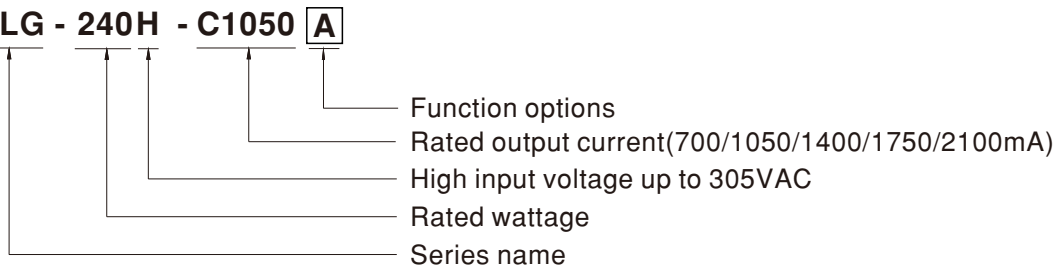 LG - 240H - C1050 A
Function options
Rated output current(700/1050/1400/1750/2100mA)
High input voltage up to 305VAC
Rated wattage
Series name